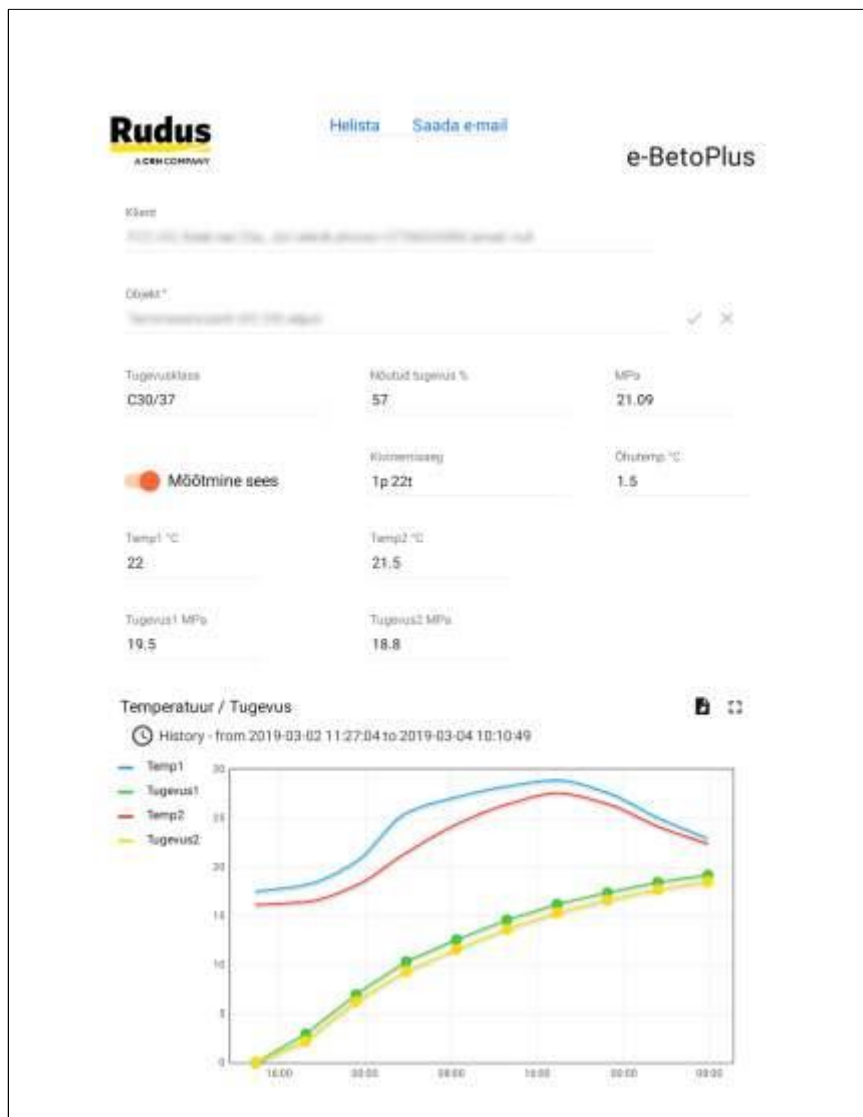 Rudus
A CRH COMPANY
Helista Saada e-mail
e-BetoPlus
Klient
Objekt *
Tugevusklass Nõutud tugevus % MPa
C30/37 57 21.09
Mõõtmine sees
Kivinemisaeg Õhutemp °C
1p 22t 1.5
Temp1 °C Temp2 °C
22 21.5
Tugevus1 MPa Tugevus2 MPa
19.5 18.8
Temperatuur / Tugevus
History - from 2019-03-02 11:27:04 to 2019-03-04 10:10:49
Temp1
Tugevus1
Temp2
Tugevus2
30
25
20
15
10
5
0
16:00 00:00 08:00 16:00 00:00 08:00